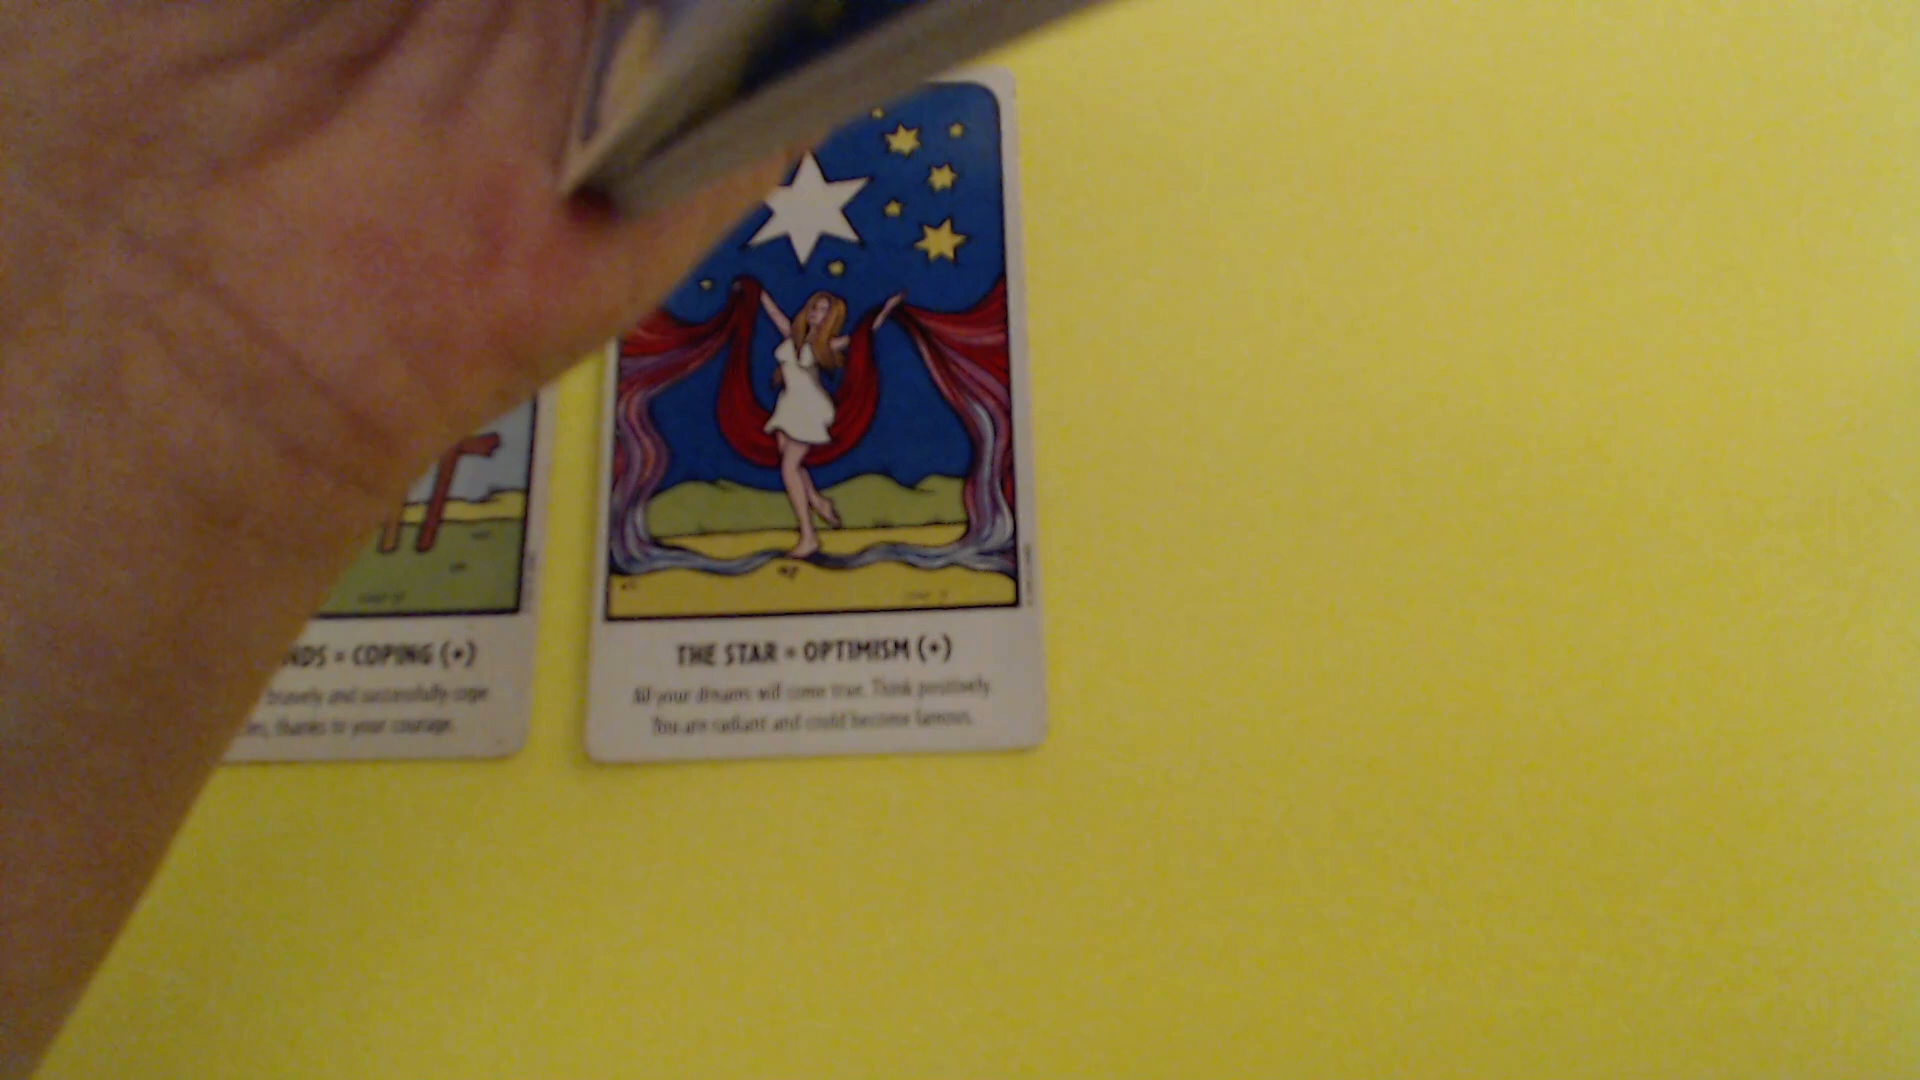 NDS = COPING (+)
bravely and successfully cope
thanks to your courage.
THE STAR = OPTIMISM (+)
All your dreams will come true. Think positively.
You are radiant and could become famous.